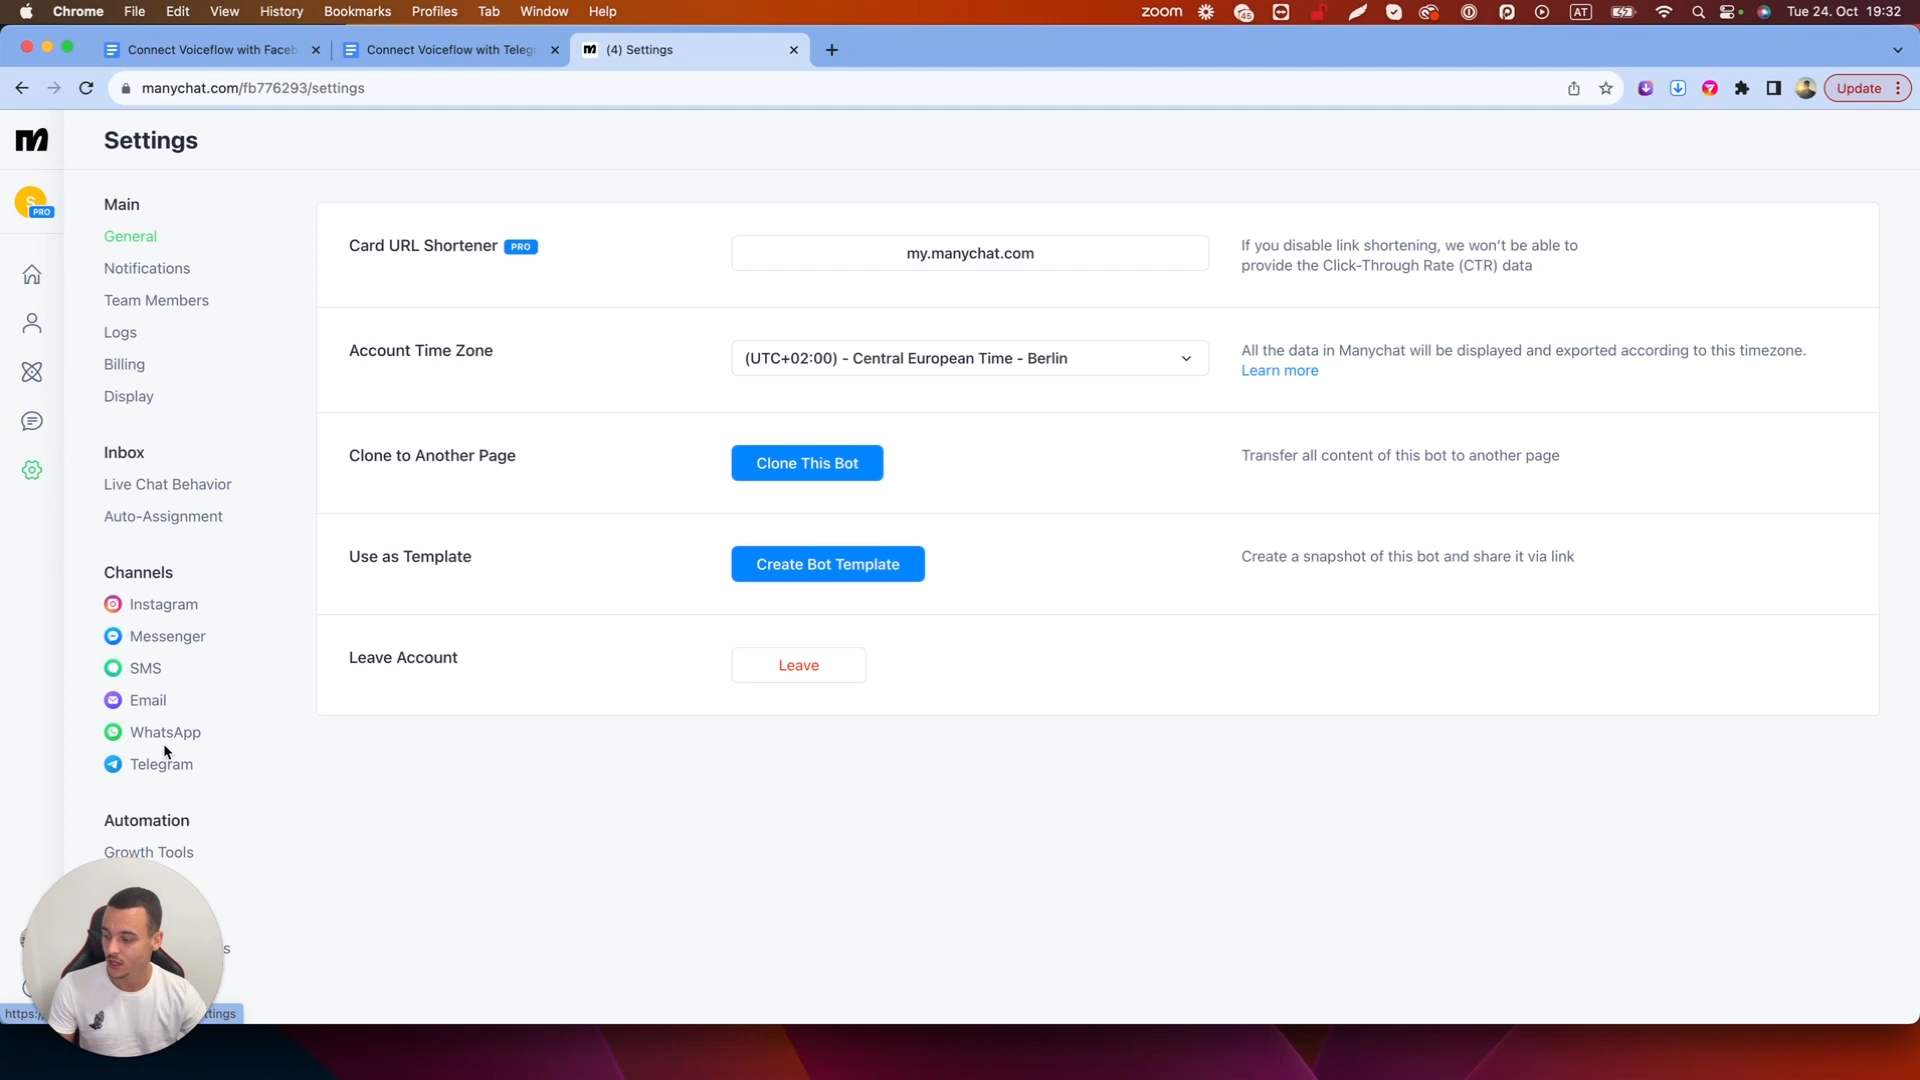 Chrome File Edit View History Bookmarks Profiles Tab Window Help
zoom 45 AT Tue 24. Oct 19:32
Connect Voiceflow with Faceb
Connect Voiceflow with Telegr
(4) Settings
manychat.com/fb776293/settings
Update
Settings
S
PRO
Main
General
Notifications
Team Members
Logs
Billing
Display
Inbox
Live Chat Behavior
Auto-Assignment
Channels
Instagram
Messenger
SMS
Email
WhatsApp
Telegram
Automation
Growth Tools
Card URL Shortener PRO
my.manychat.com
If you disable link shortening, we won't be able to
provide the Click-Through Rate (CTR) data
Account Time Zone
(UTC+02:00) - Central European Time - Berlin
All the data in Manychat will be displayed and exported according to this timezone.
Learn more
Clone to Another Page
Clone This Bot
Transfer all content of this bot to another page
Use as Template
Create Bot Template
Create a snapshot of this bot and share it via link
Leave Account
Leave